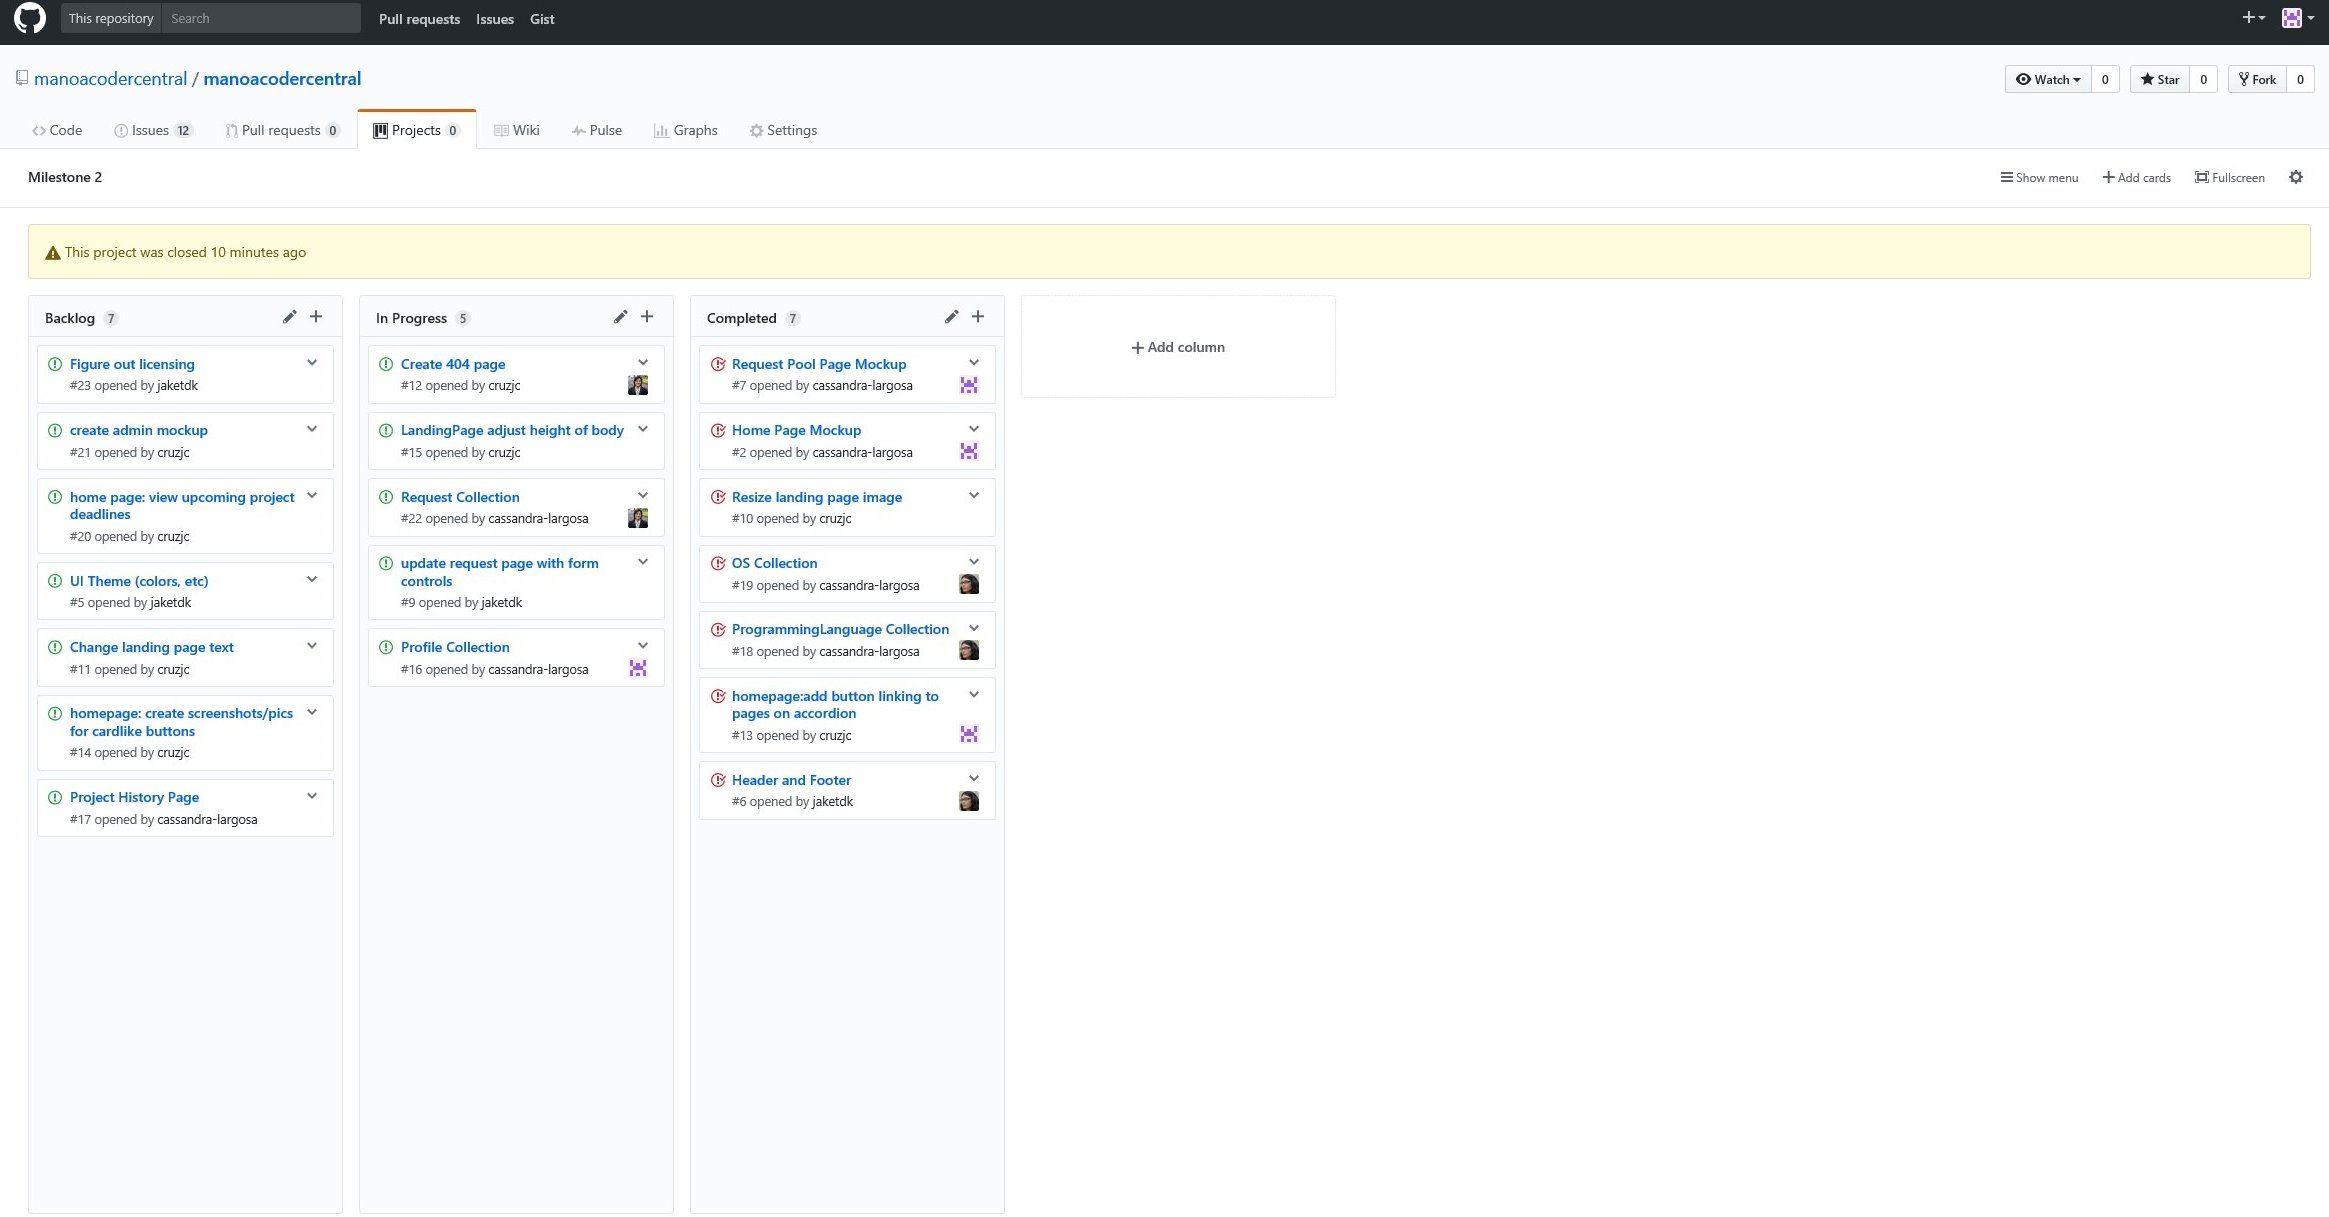 This repository Search Pull requests Issues Gist
manoacodercentral / manoacodercentral
Watch 0 Star 0 Fork 0
Code Issues 12 Pull requests 0 Projects 0 Wiki Pulse Graphs Settings
Milestone 2
Show menu Add cards Fullscreen
This project was closed 10 minutes ago
Backlog 7
Figure out licensing
#23 opened by jaketdk
create admin mockup
#21 opened by cruzjc
home page: view upcoming project
deadlines
#20 opened by cruzjc
UI Theme (colors, etc)
#5 opened by jaketdk
Change landing page text
#11 opened by cruzjc
homepage: create screenshots/pics
for cardlike buttons
#14 opened by cruzjc
Project History Page
#17 opened by cassandra-largosa
In Progress 5
Create 404 page
#12 opened by cruzjc
LandingPage adjust height of body
#15 opened by cruzjc
Request Collection
#22 opened by cassandra-largosa
update request page with form
controls
#9 opened by jaketdk
Profile Collection
#16 opened by cassandra-largosa
Completed 7
Request Pool Page Mockup
#7 opened by cassandra-largosa
Home Page Mockup
#2 opened by cassandra-largosa
Resize landing page image
#10 opened by cruzjc
OS Collection
#19 opened by cassandra-largosa
ProgrammingLanguage Collection
#18 opened by cassandra-largosa
homepage:add button linking to
pages on accordion
#13 opened by cruzjc
Header and Footer
#6 opened by jaketdk
Add column